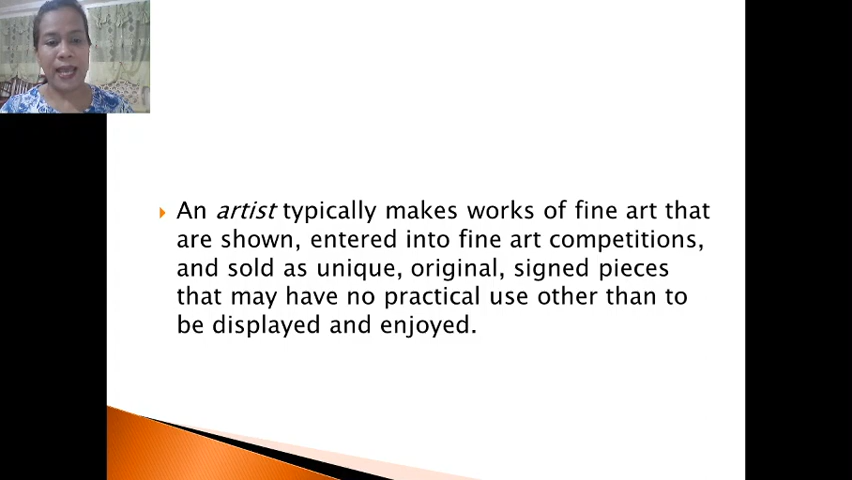 An artist typically makes works of fine art that
are shown, entered into fine art competitions,
and sold as unique, original, signed pieces
that may have no practical use other than to
be displayed and enjoyed.